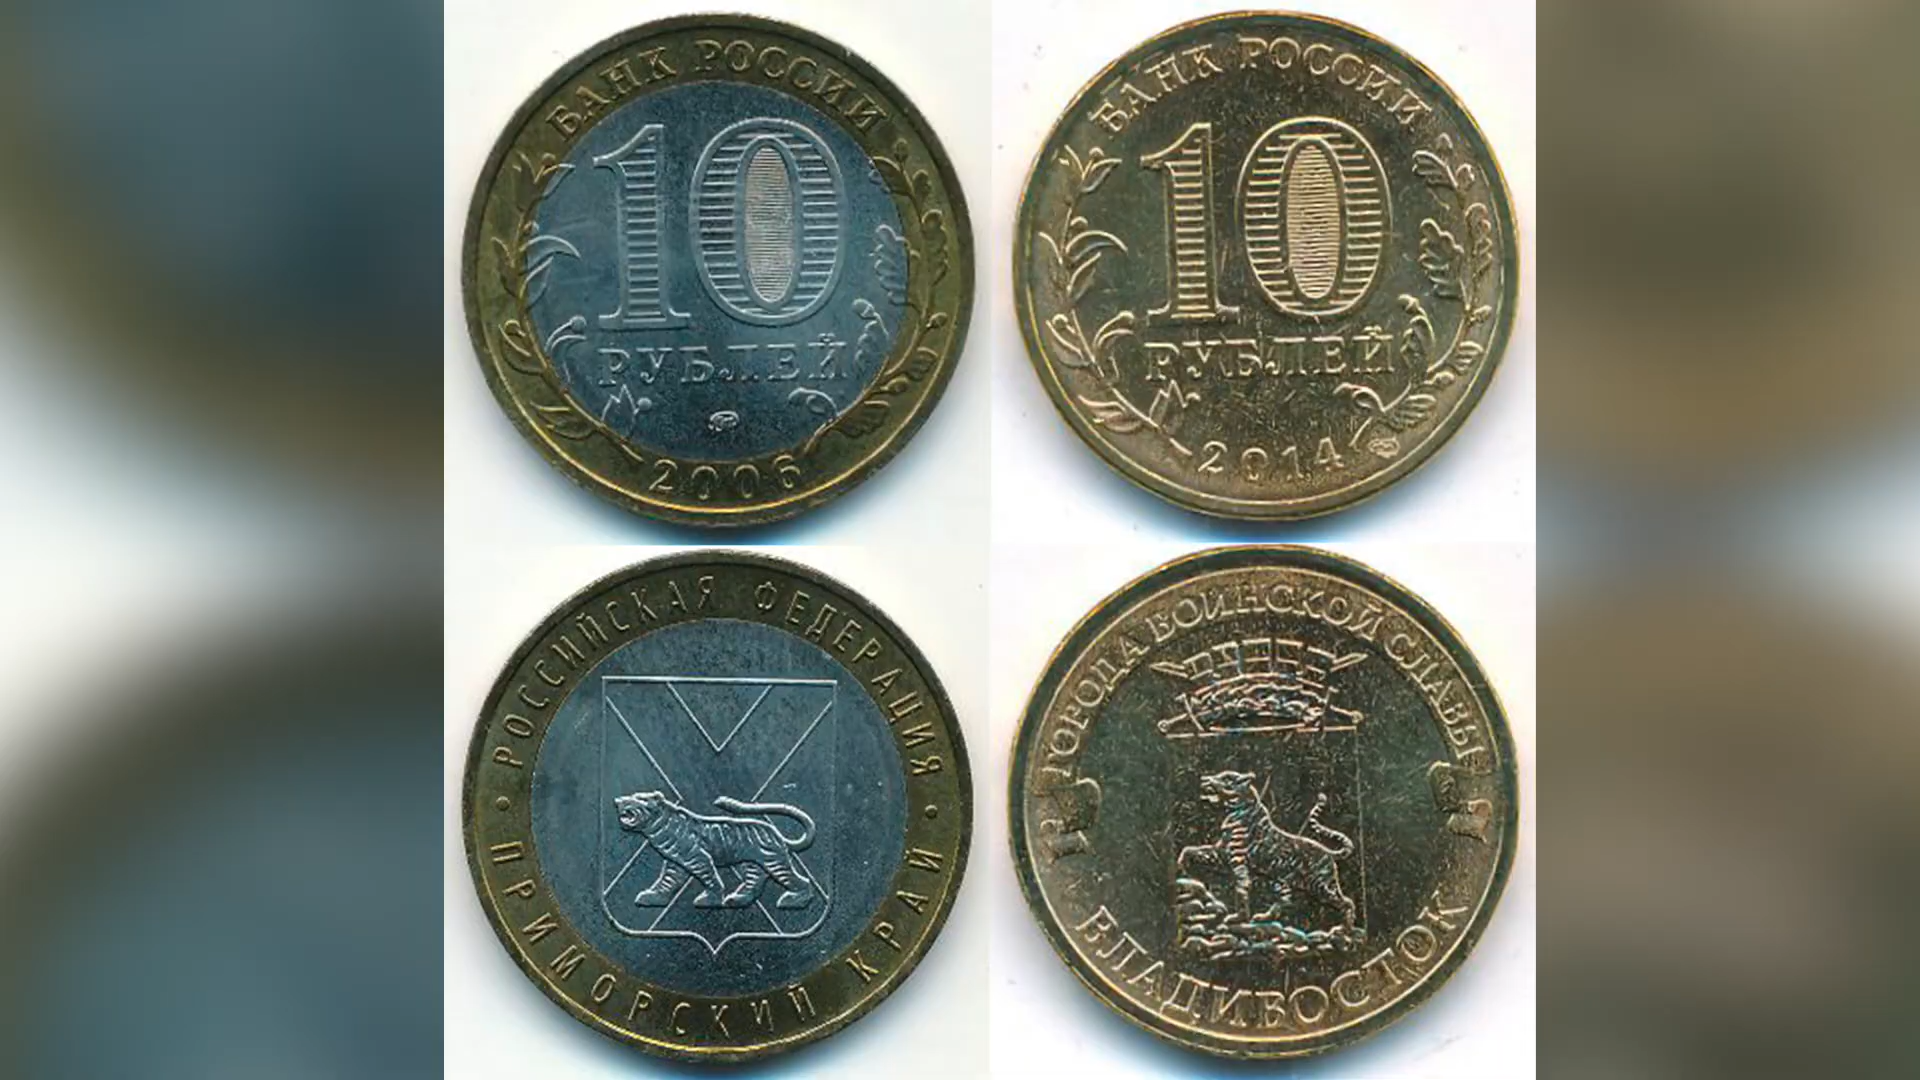 БАНК РОССИИ
10
РУБЛЕЙ
2006
БАНК РОССИИ
10
РУБЛЕЙ
2014
РОССИЙСКАЯ ФЕДЕРАЦИЯ
• ПРИМОРСКИЙ КРАЙ •
ГОРОДА ВОИНСКОЙ СЛАВЫ
ВЛАДИВОСТОК